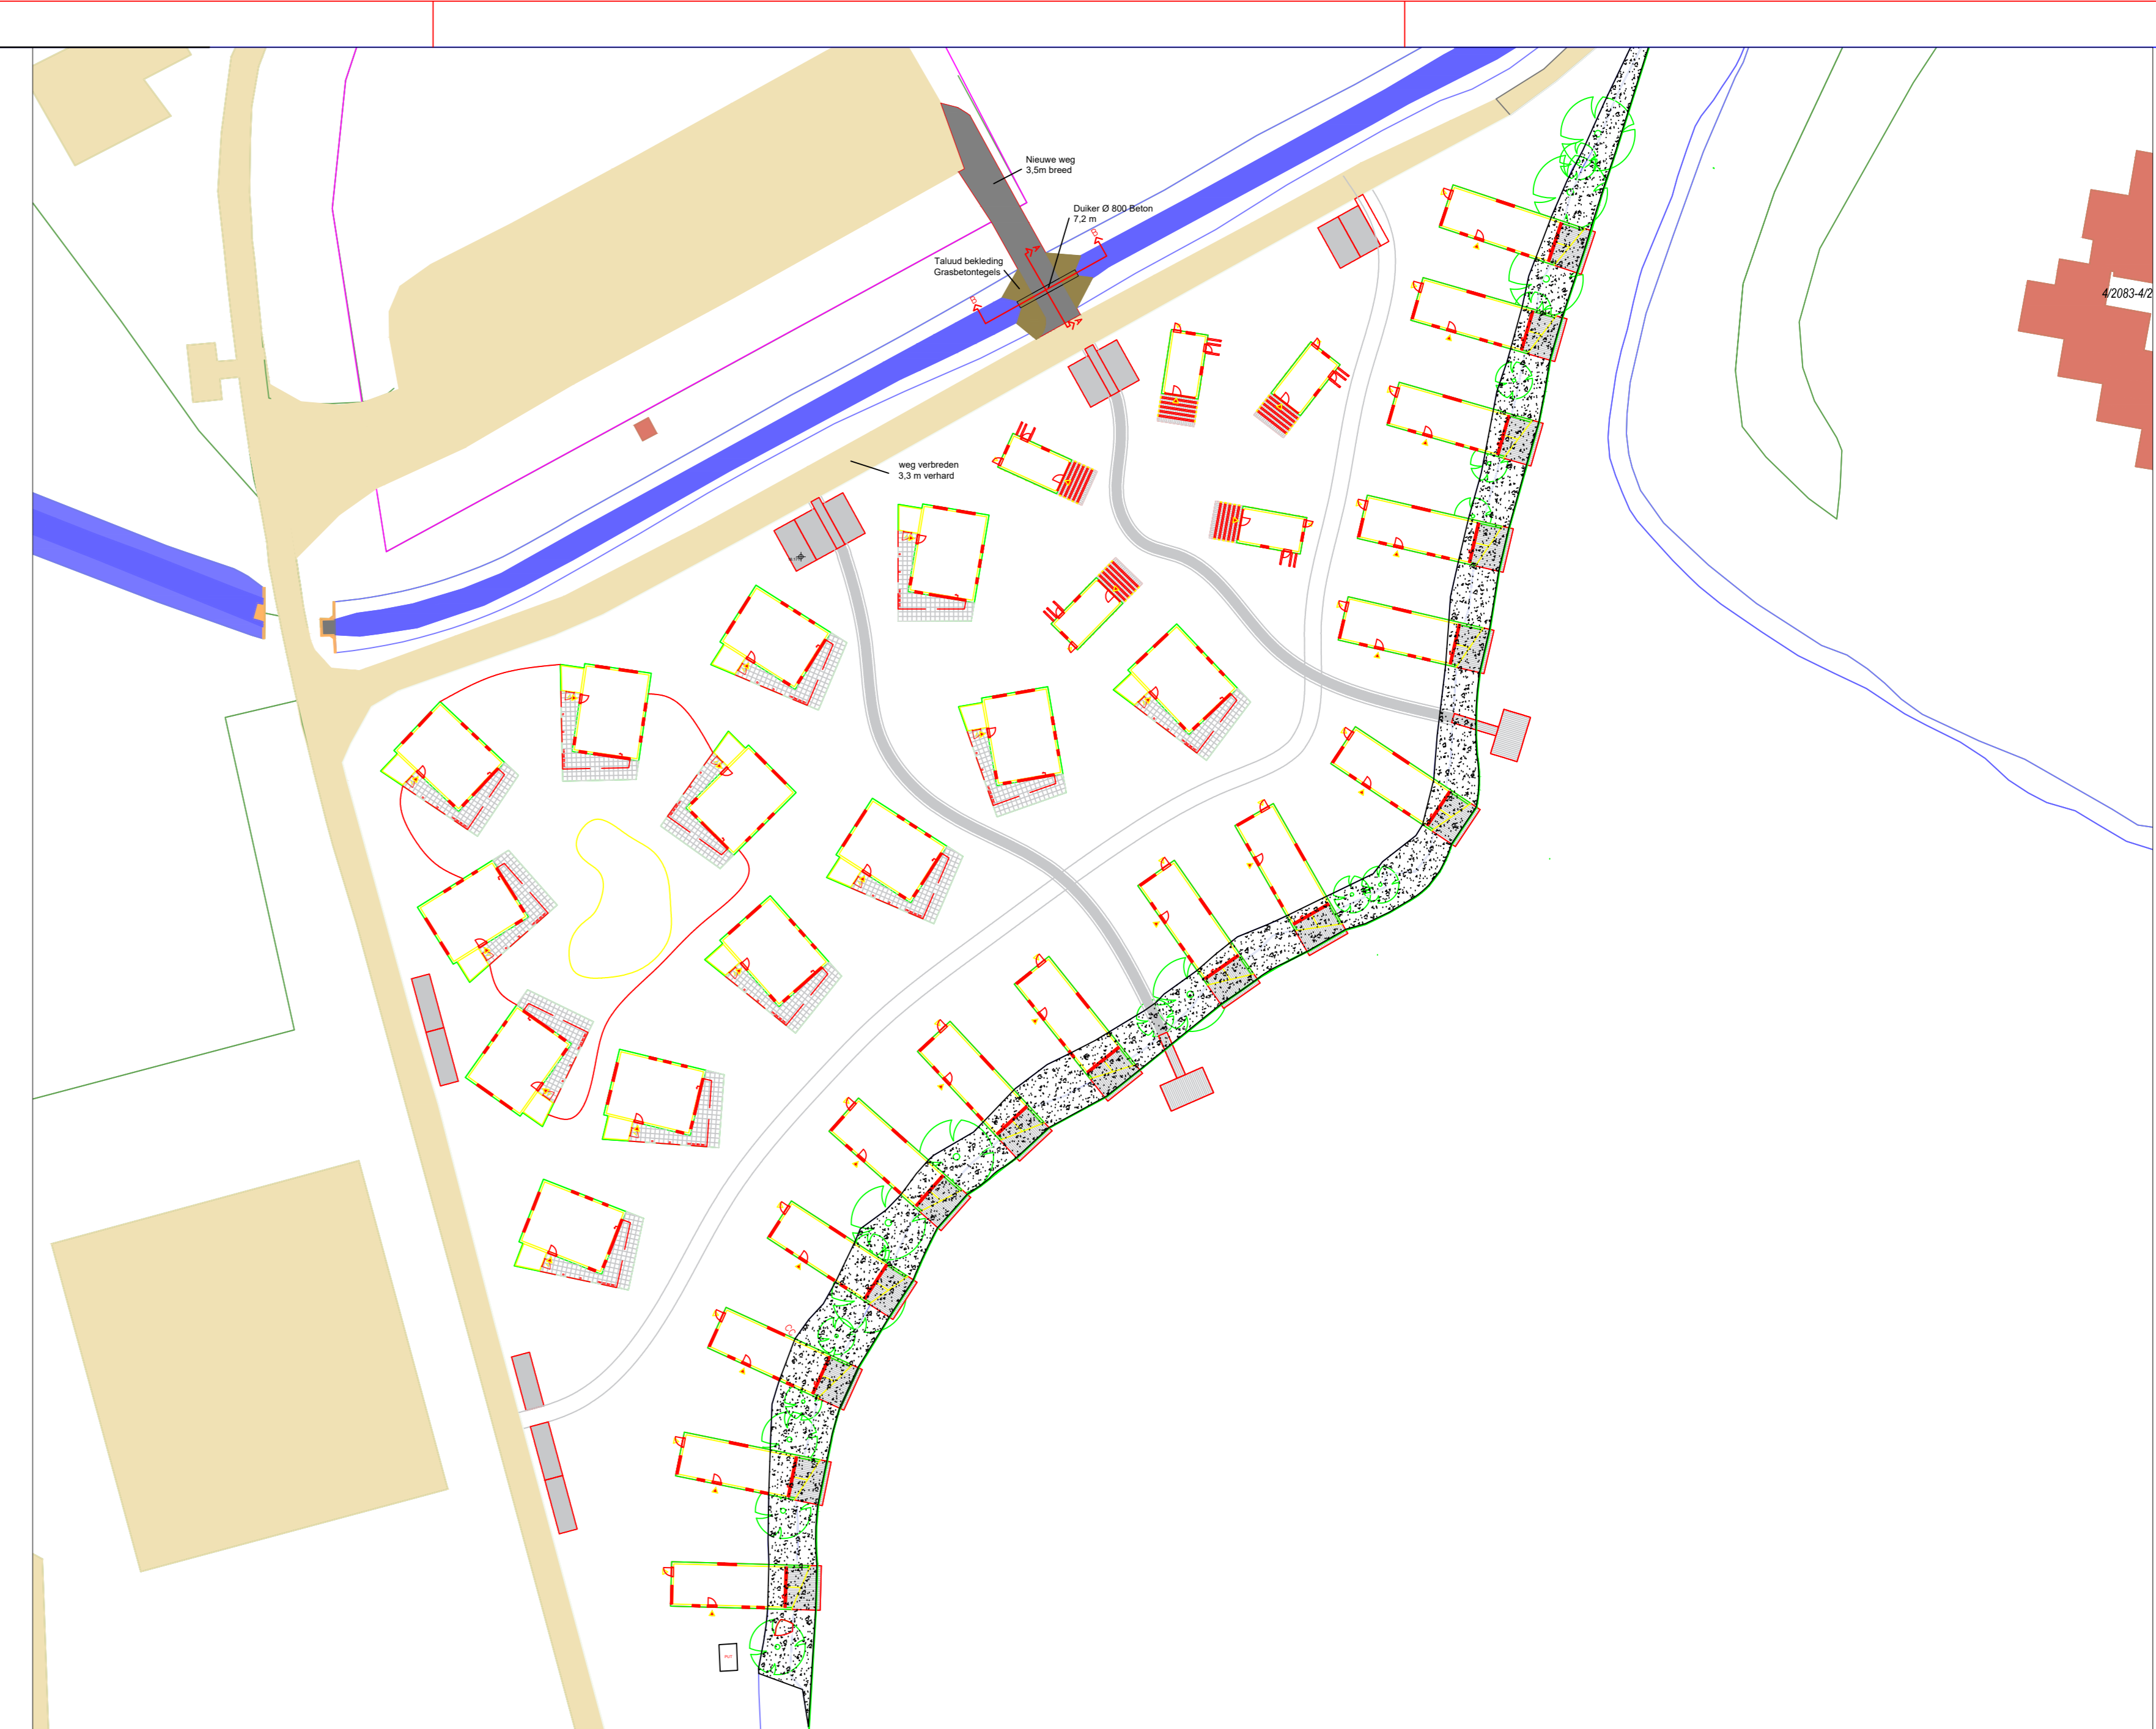 Nieuwe weg
3,5m breed
Duiker Ø 800 Beton
7,2 m
B
A
Taluud bekleding
Grasbetontegels
B
A
4/2083-4/2
weg verbreden
3,3 m verhard
PUT